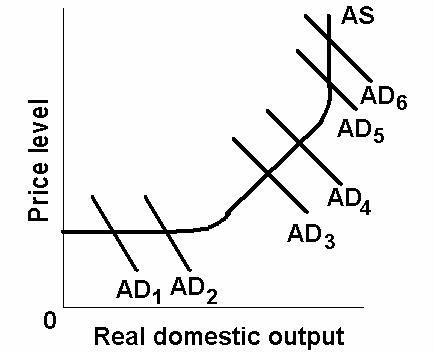 AS
AD6
AD5
AD4
AD3
AD1 AD2
Price level
0
Real domestic output